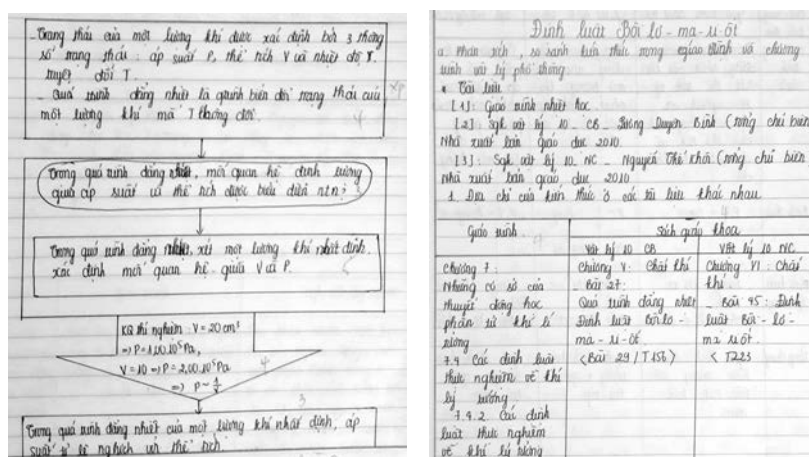 _ Trạng thái của một lượng khí được xác định bởi 3 thông
số trạng thái : áp suất P, thể tích V và nhiệt độ T.
tuyệt đối T.
_ Quá trình đẳng nhiệt là qtrình biến đổi trạng thái của
một lượng khí mà T không đổi.
Trong quá trình đẳng nhiệt, mối quan hệ định lượng
giữa áp suất và thể tích được biểu diễn ntn?
Trong quá trình đẳng nhiệt, xét một lượng khí nhất định.
xác định mối quan hệ giữa V và P.
KQ thí nghiệm : V = 20 cm³
=> P = 1,00.10⁵ Pa,
V = 10 => P = 2,00.10⁵ Pa
=> P ~ 1/V
Trong quá trình đẳng nhiệt của một lượng khí nhất định, áp
suất tỉ lệ nghịch với thể tích.
Định luật Bôi lơ - ma - ri - ốt
a. Phân tích, so sánh kiến thức trong giáo trình và chương
trình vật lý phổ thông.
* Tài liệu
[1]: Giáo trình nhiệt học.
[2]: Sgk vật lý 10 _ CB _ Lương Duyên Bình (tổng chủ biên
Nhà xuất bản giáo dục 2010
[3]: Sgk vật lý 10_NC _ Nguyễn Thế Khôi (tổng chủ biên
Nhà xuất bản giáo dục 2010
1. Địa chỉ của kiến thức ở các tài liệu khác nhau
Giáo trình Sách giáo khoa
Vật lý 10 CB Vật lý 10 NC
Chương 7: Chương V: Chất khí Chương VI : Chất
Những cơ sở của _ Bài 29: khí.
thuyết động học Quá trình đẳng nhiệt _ Bài 45: Định
phân tử khí lí Định luật Bôi lơ - luật Bôi - lơ -
tưởng ma - ri - ốt ma ri ốt.
7.4 Các định luật <Bài 29 / T156> < T223
thực nghiệm về khí
lý tưởng
7.4.2 Các định
luật thực nghiệm
về khí lý tưởng